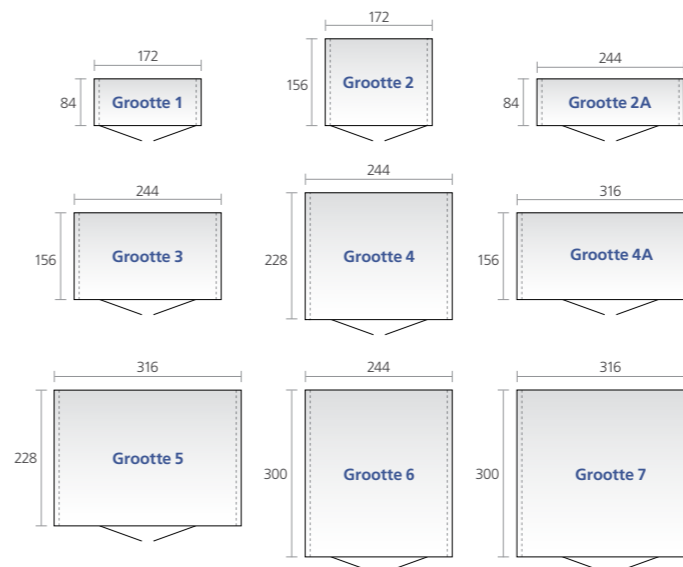 172
84
Grootte 1
172
156
Grootte 2
244
84
Grootte 2A
244
156
Grootte 3
244
228
Grootte 4
316
156
Grootte 4A
316
228
Grootte 5
244
300
Grootte 6
316
300
Grootte 7